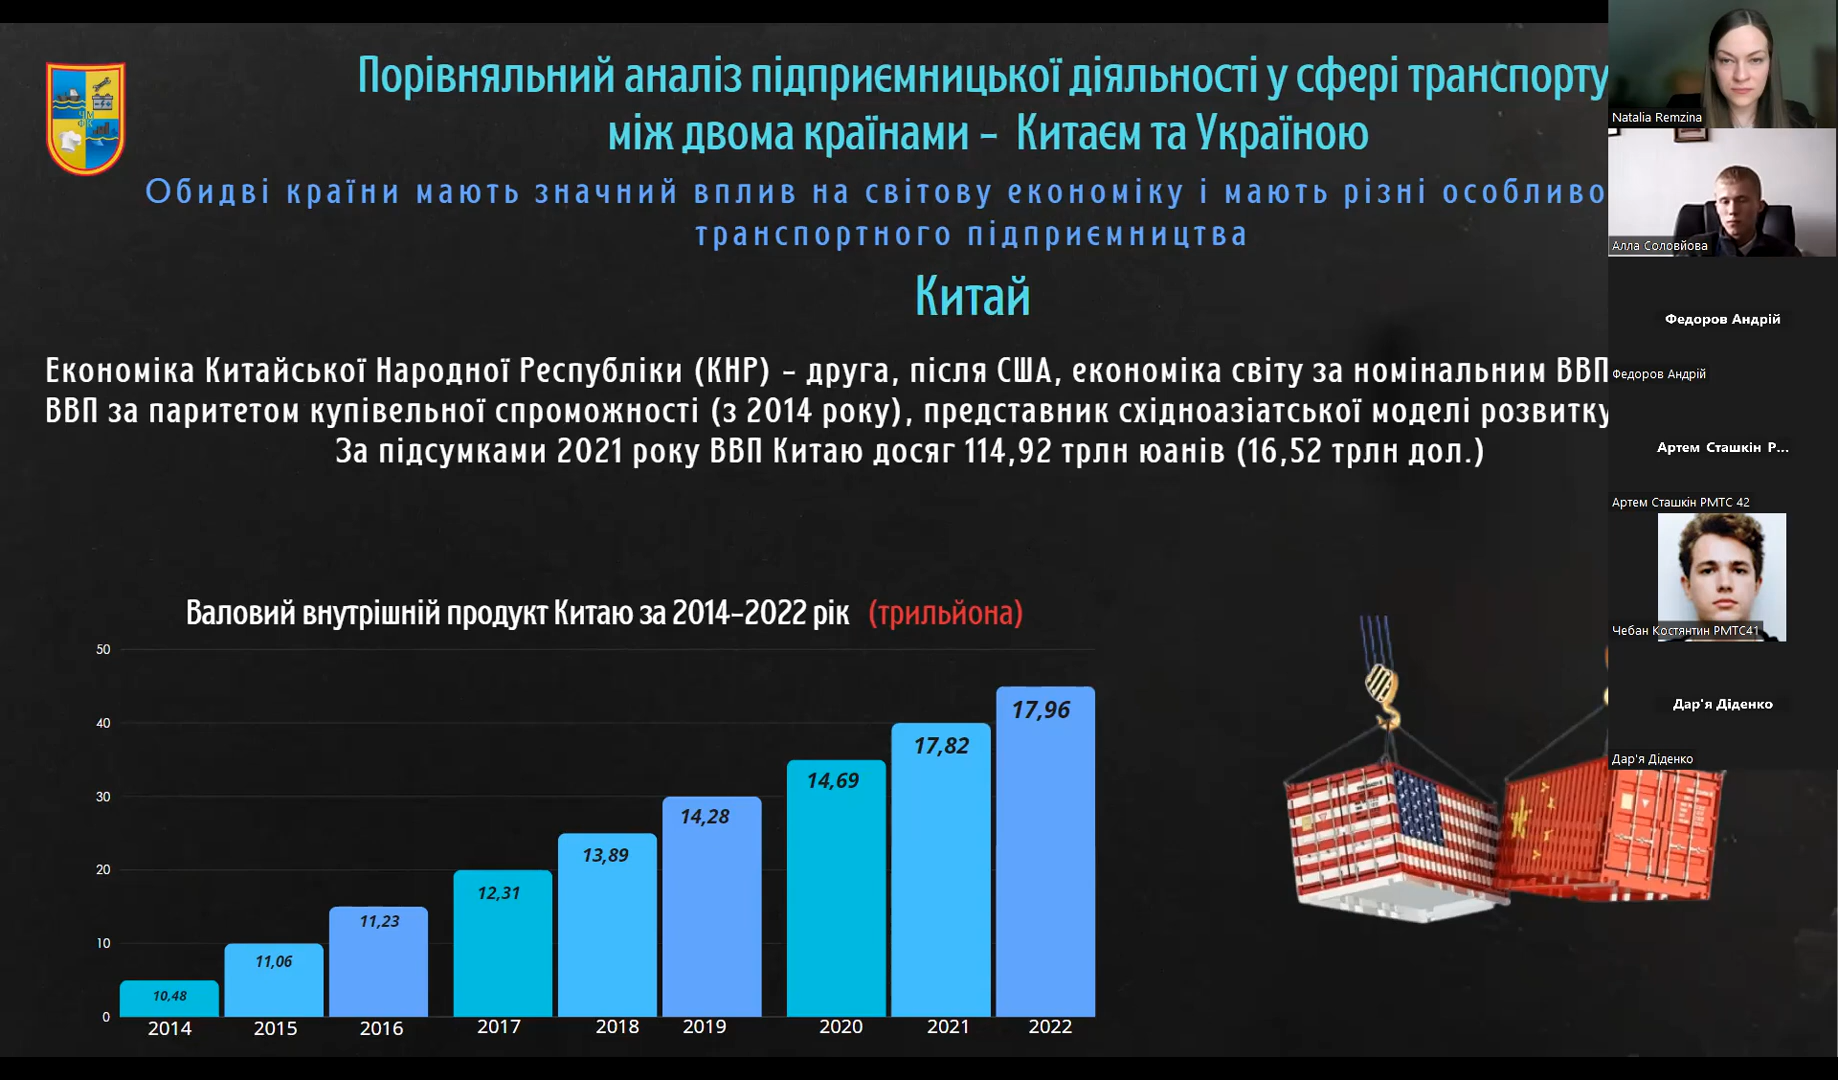 Порівняльний аналіз підприємницької діяльності у сфері транспорту
між двома країнами – Китаєм та Україною
Обидві країни мають значний вплив на світову економіку і мають різні особливо
транспортного підприємництва
Китай
Економіка Китайської Народної Республіки (КНР) – друга, після США, економіка світу за номінальним ВВП
ВВП за паритетом купівельної спроможності (з 2014 року), представник східноазіатської моделі розвитку
За підсумками 2021 року ВВП Китаю досяг 114,92 трлн юанів (16,52 трлн дол.)
Валовий внутрішній продукт Китаю за 2014–2022 рік (трильйона)
50
40
30
20
10
0
10,48
11,06
11,23
12,31
13,89
14,28
14,69
17,82
17,96
2014
2015
2016
2017
2018
2019
2020
2021
2022
Natalia Remzina
Алла Соловйова
Федоров Андрій
Федоров Андрій
Артем Сташкін Р...
Артем Сташкін РМТС 42
Чебан Костянтин РМТС41
Дар'я Діденко
Дар'я Діденко